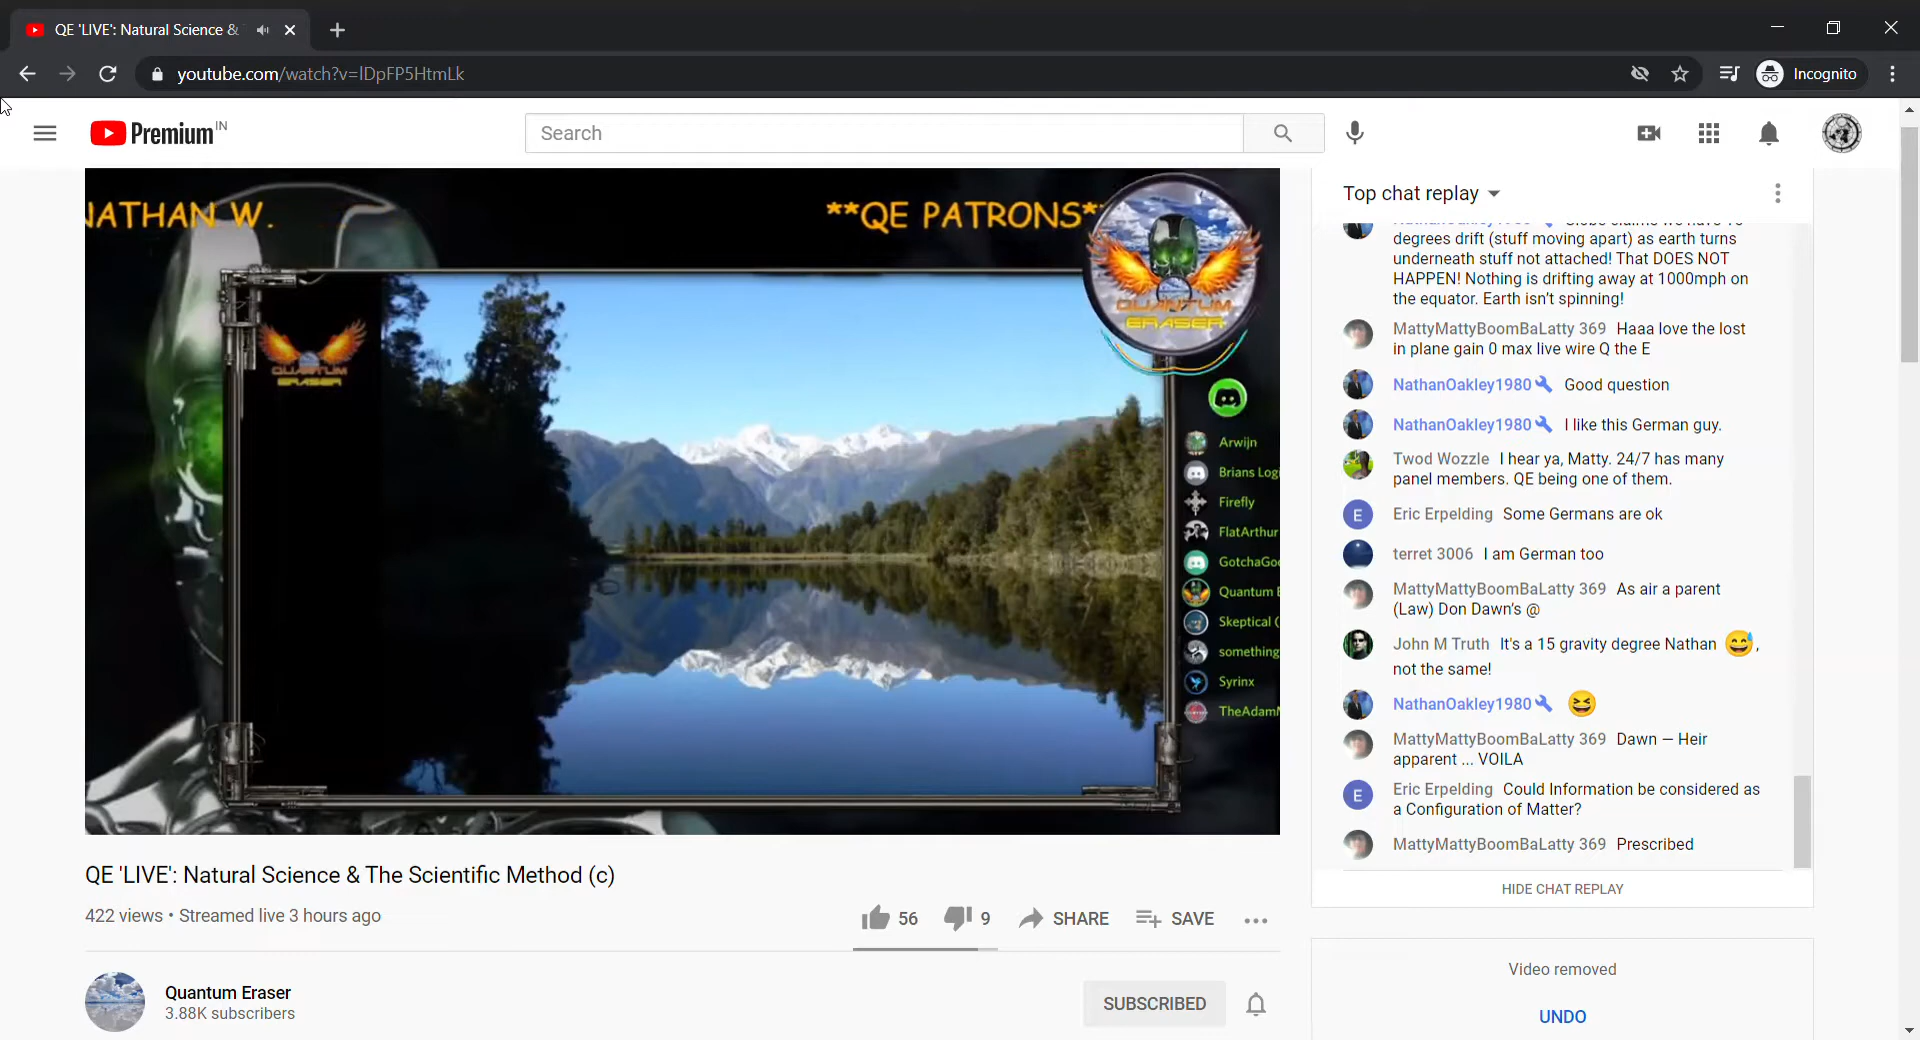 QE 'LIVE': Natural Science &
youtube.com/watch?v=IDpFP5HtmLk
Incognito
Premium IN
Search
NATHAN W.
**QE PATRONS**
QUANTUM
ERASER
QUANTUM
ERASER
Arwijn
Brians Logi
Firefly
FlatArthur
GotchaGoo
Quantum E
Skeptical (
something
Syrinx
TheAdamM
Top chat replay
degrees drift (stuff moving apart) as earth turns
underneath stuff not attached! That DOES NOT
HAPPEN! Nothing is drifting away at 1000mph on
the equator. Earth isn't spinning!
MattyMattyBoomBaLatty 369 Haaa love the lost
in plane gain 0 max live wire Q the E
NathanOakley1980 Good question
NathanOakley1980 I like this German guy.
Twod Wozzle I hear ya, Matty. 24/7 has many
panel members. QE being one of them.
E
Eric Erpelding Some Germans are ok
terret 3006 I am German too
MattyMattyBoomBaLatty 369 As air a parent
(Law) Don Dawn's @
John M Truth It's a 15 gravity degree Nathan 😅,
not the same!
NathanOakley1980 😆
MattyMattyBoomBaLatty 369 Dawn — Heir
apparent ... VOILA
E
Eric Erpelding Could Information be considered as
a Configuration of Matter?
MattyMattyBoomBaLatty 369 Prescribed
HIDE CHAT REPLAY
QE 'LIVE': Natural Science & The Scientific Method (c)
422 views • Streamed live 3 hours ago
56
9
SHARE
SAVE
Quantum Eraser
3.88K subscribers
SUBSCRIBED
Video removed
UNDO